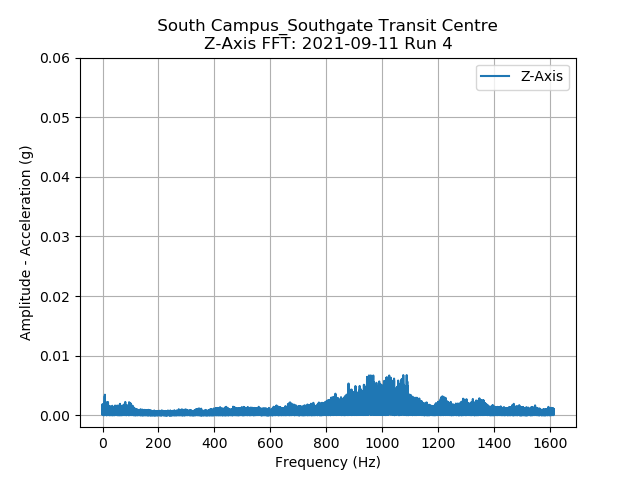 South Campus_Southgate Transit Centre
Z-Axis FFT: 2021-09-11 Run 4
Z-Axis
0.06
0.05
0.04
0.03
0.02
0.01
0.00
Amplitude - Acceleration (g)
0 200 400 600 800 1000 1200 1400 1600
Frequency (Hz)